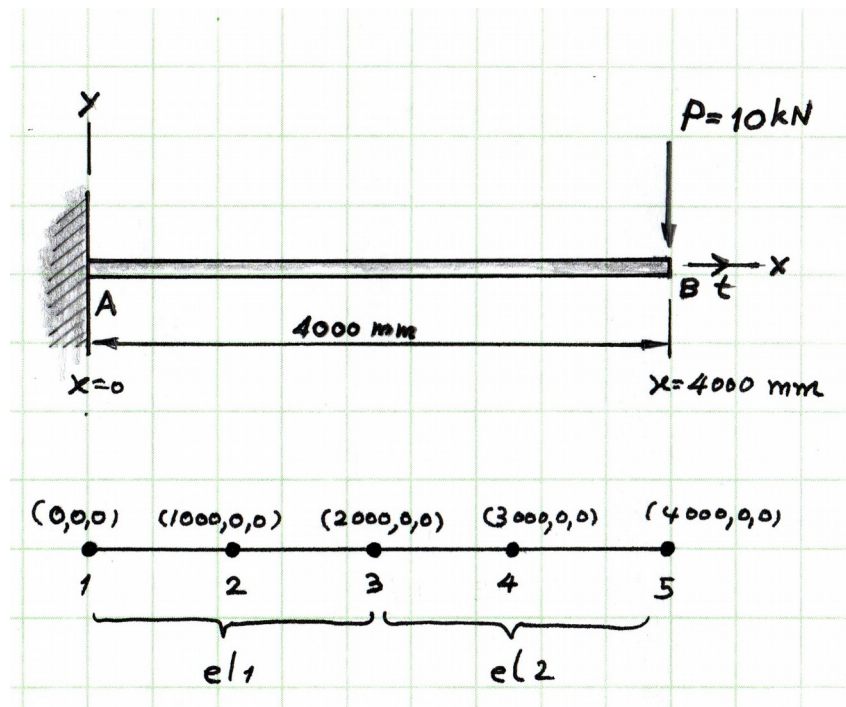 y
P=10kN
A
B t x
4000 mm
x=0
x=4000 mm
(0,0,0) (1000,0,0) (2000,0,0) (3000,0,0) (4000,0,0)
1 2 3 4 5
el1 el2